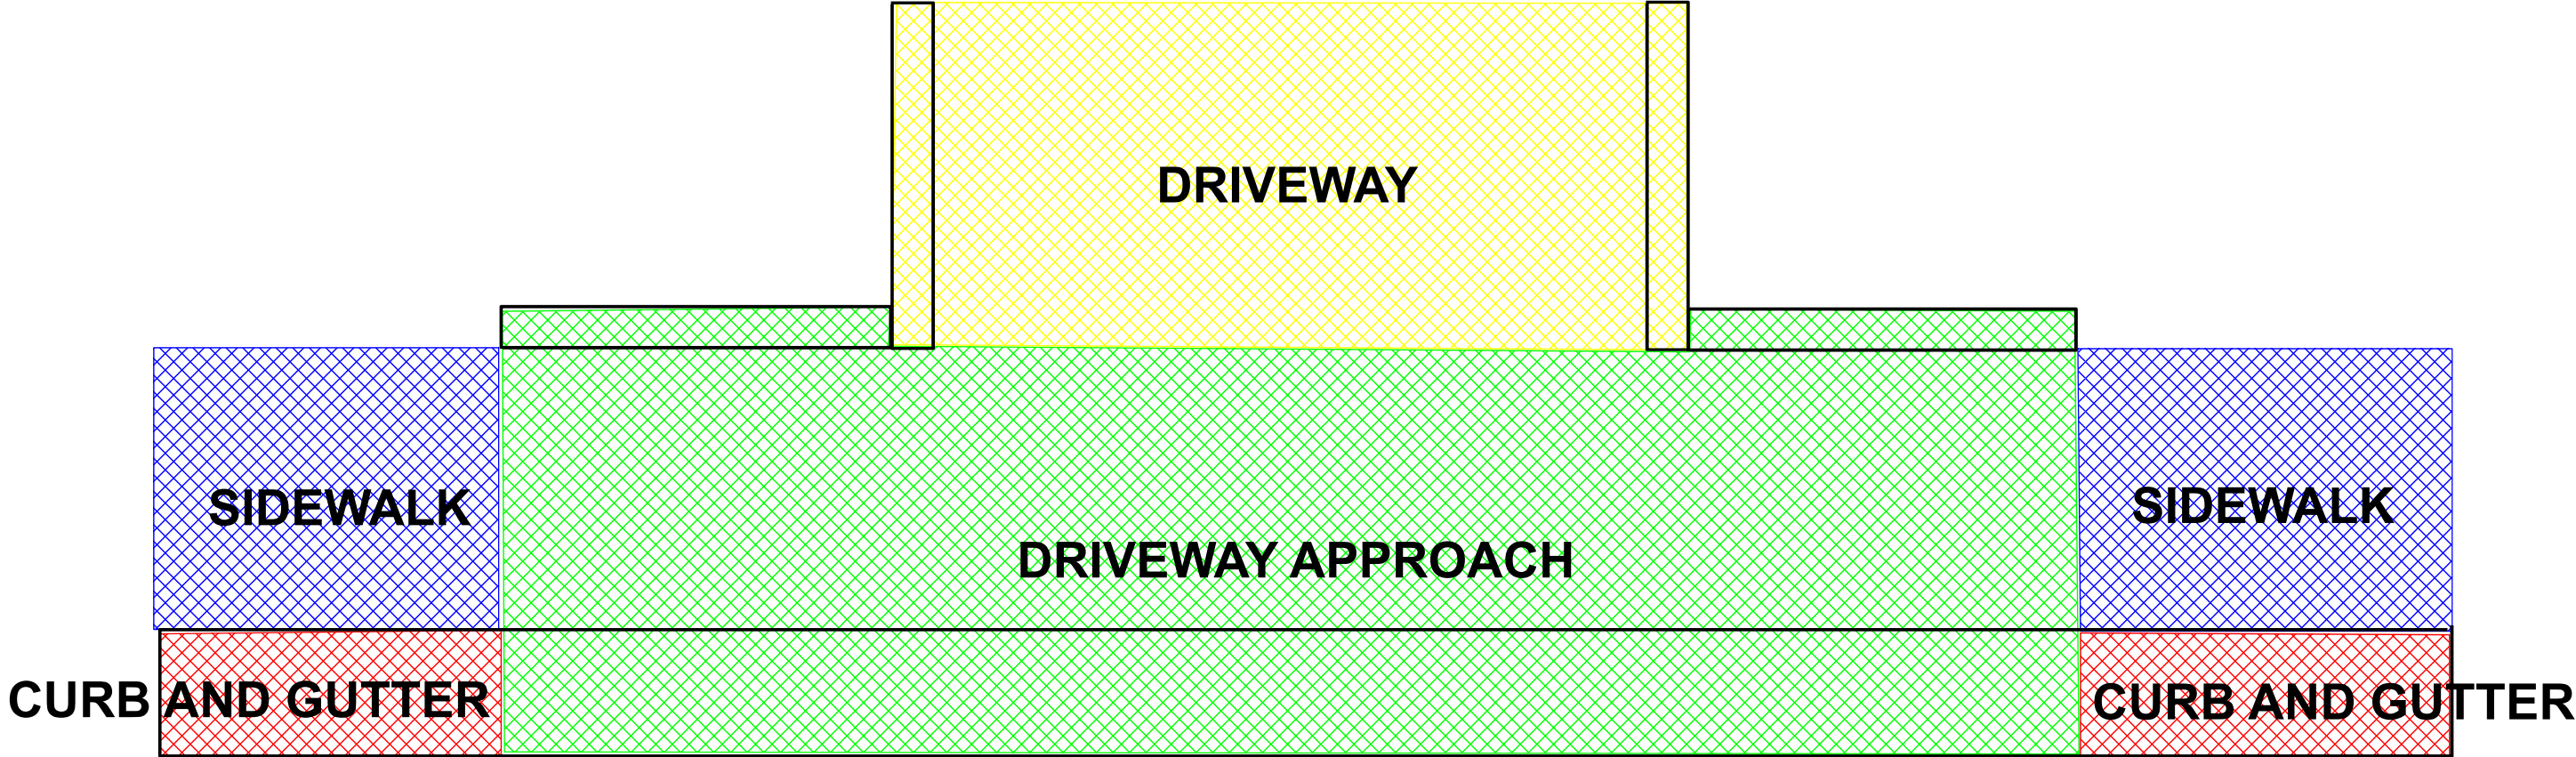 DRIVEWAY
SIDEWALK
SIDEWALK
DRIVEWAY APPROACH
CURB AND GUTTER
CURB AND GUTTER